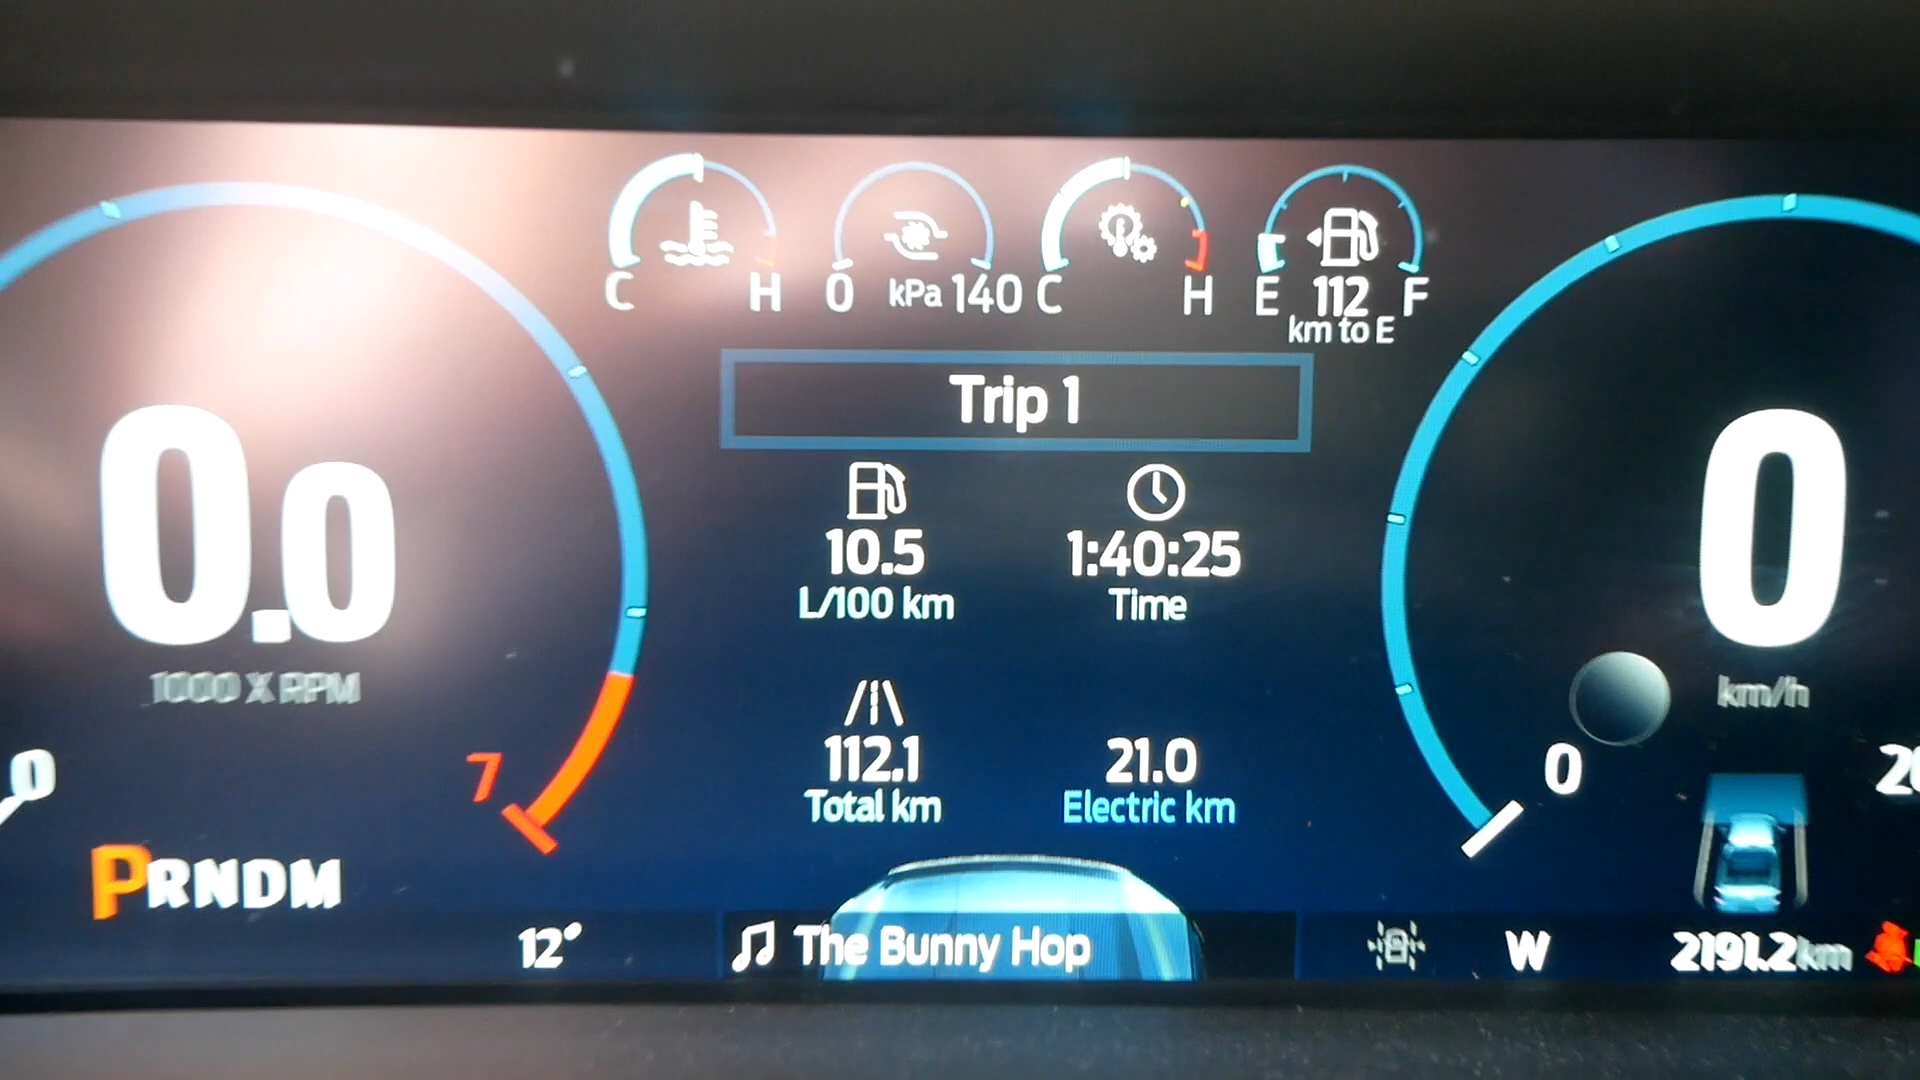 C H
0 kPa 140
C H
E 112 F
km to E
Trip 1
10.5
L/100 km
1:40:25
Time
112.1
Total km
21.0
Electric km
0.0
1000 X RPM
0
7
PRNDM
12°
The Bunny Hop
0
km/h
0
W
2191.2km